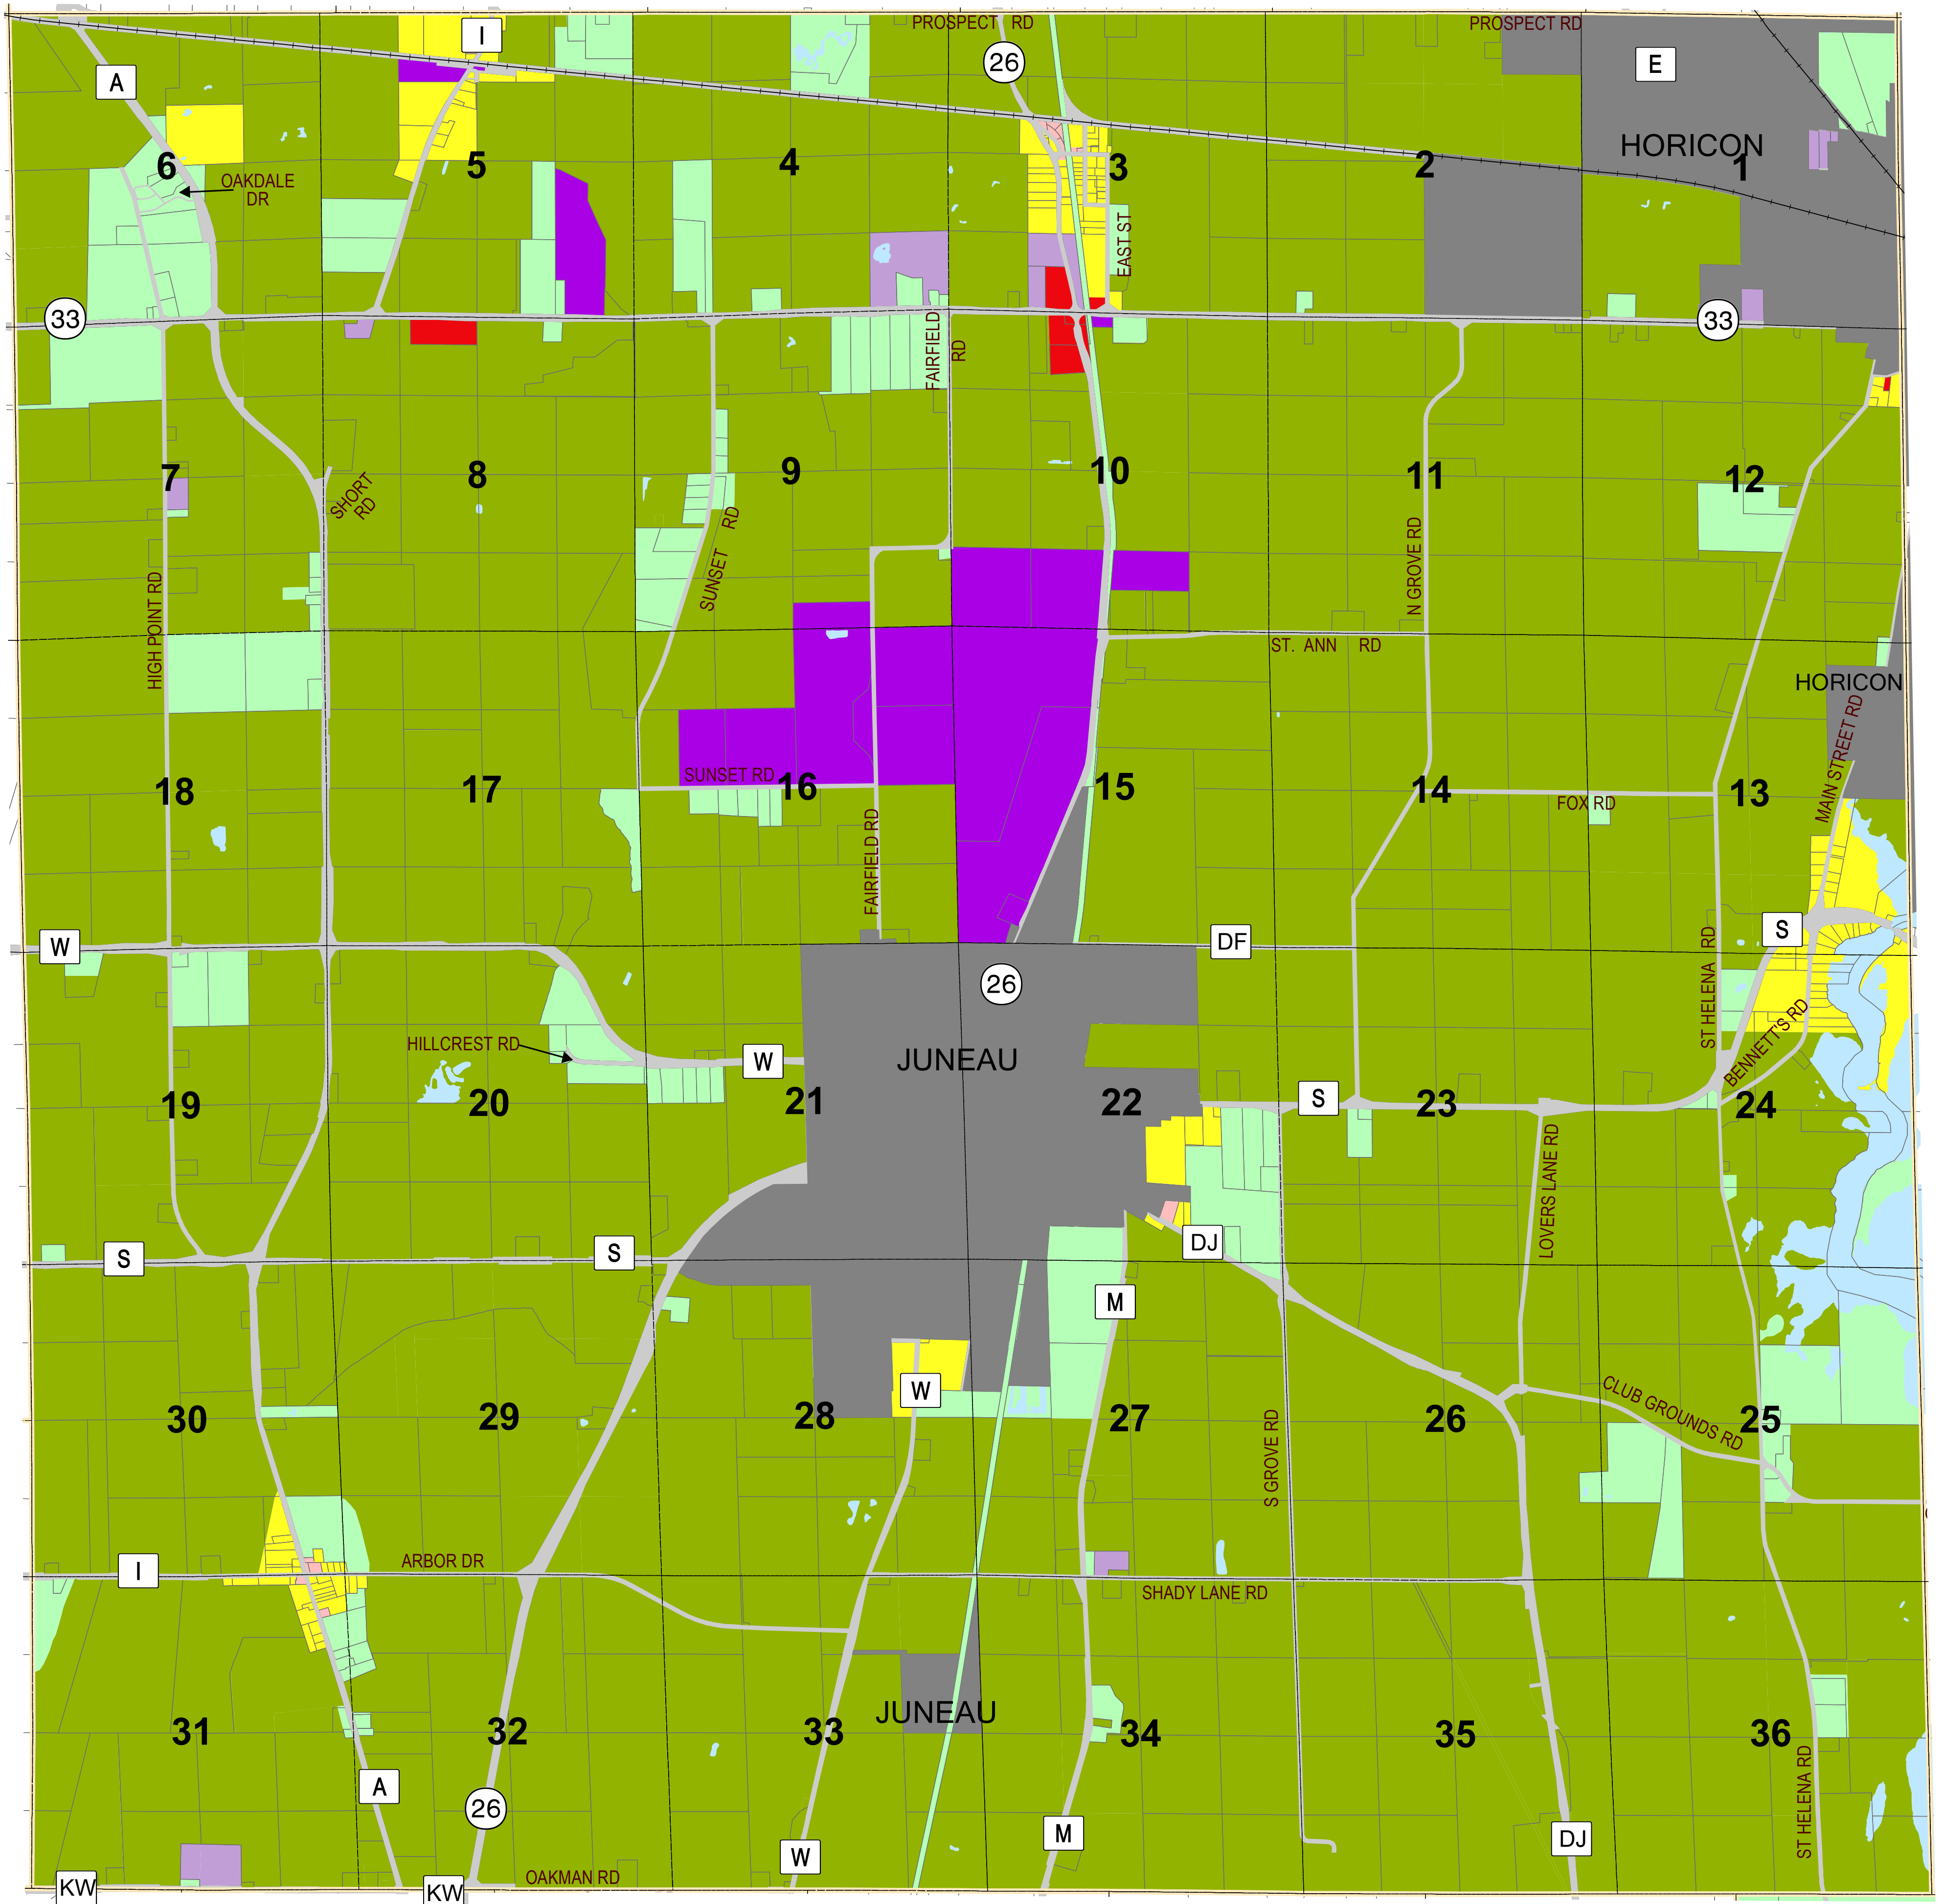 PROSPECT RD
PROSPECT RD
I
26
E
A
HORICON
6
5
4
3
2
1
OAKDALE
DR
EAST ST
33
33
FAIRFIELD
RD
7
8
9
10
11
12
SHORT
RD
SUNSET RD
N GROVE RD
HIGH POINT RD
ST. ANN RD
HORICON
MAIN STREET RD
SUNSET RD
18
17
16
15
14
13
FOX RD
FAIRFIELD RD
W
DF
S
ST HELENA RD
26
BENNETT'S RD
HILLCREST RD
W
JUNEAU
19
20
21
22
S
23
24
LOVERS LANE RD
S
S
DJ
M
W
CLUB GROUNDS RD
30
29
28
27
26
25
S GROVE RD
I
ARBOR DR
SHADY LANE RD
JUNEAU
31
32
33
34
35
36
A
26
ST HELENA RD
M
DJ
W
KW
KW
OAKMAN RD